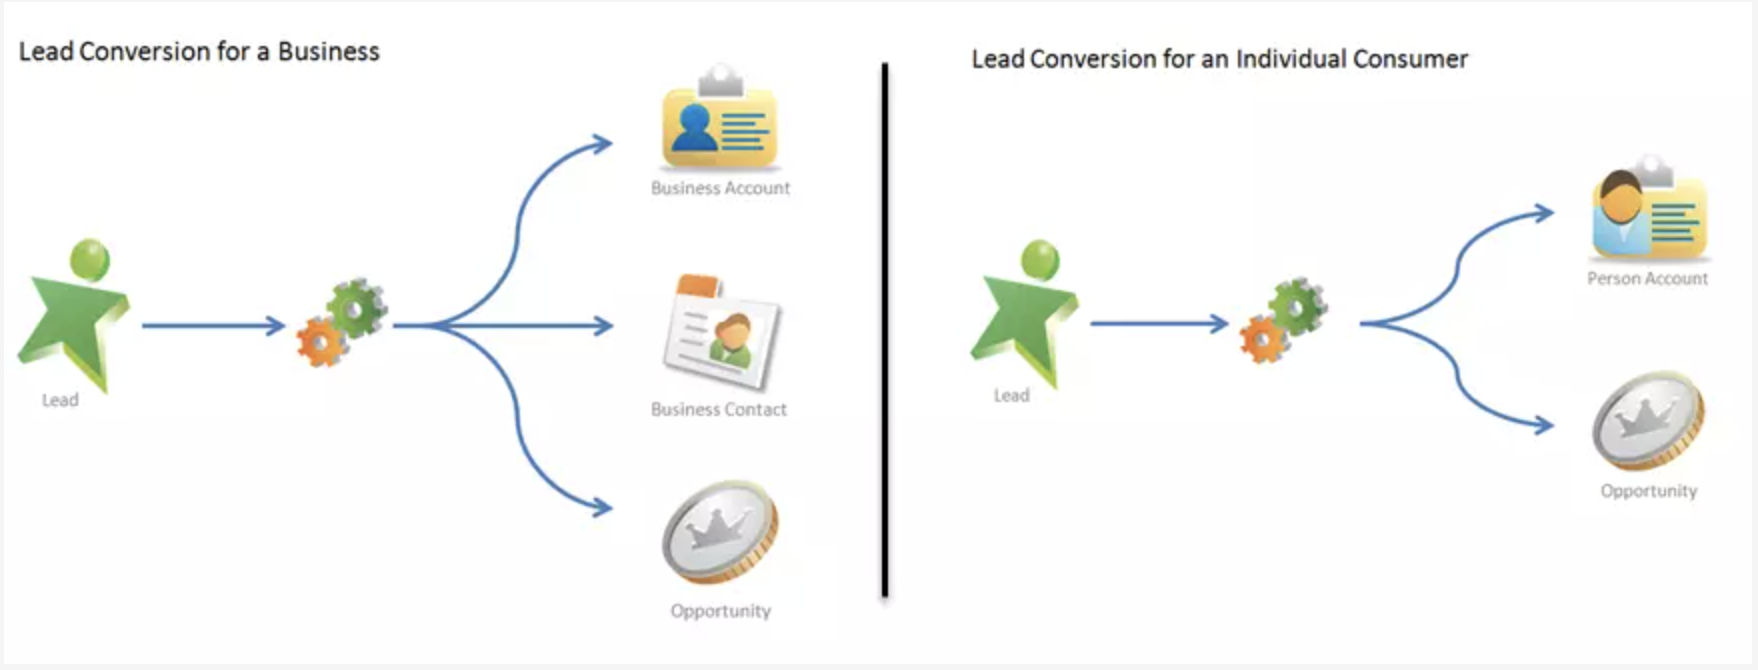 Lead Conversion for a Business
Business Account
Lead
Business Contact
Opportunity
Lead Conversion for an Individual Consumer
Person Account
Lead
Opportunity